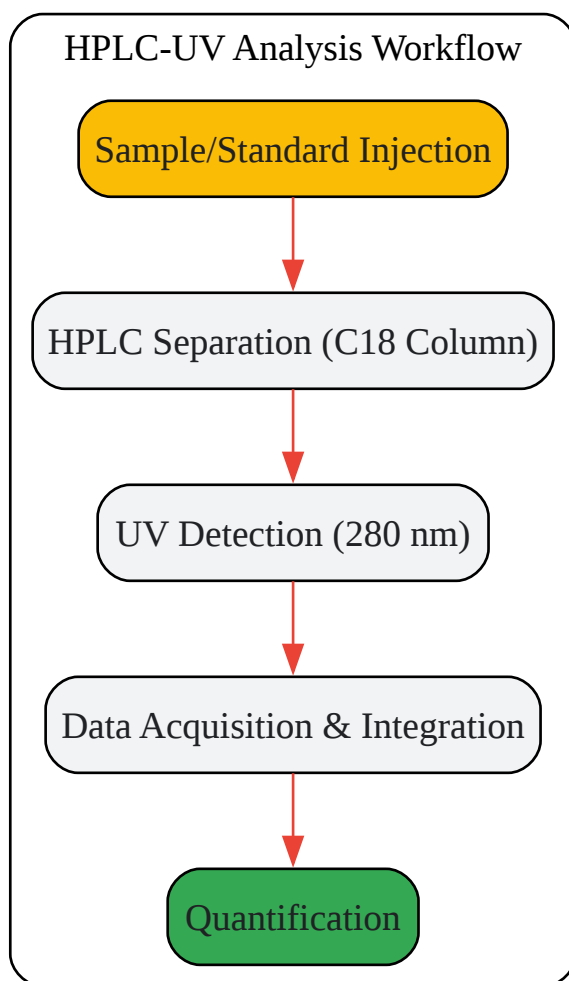 HPLC-UV Analysis Workflow
Sample/Standard Injection
HPLC Separation (C18 Column)
UV Detection (280 nm)
Data Acquisition & Integration
Quantification